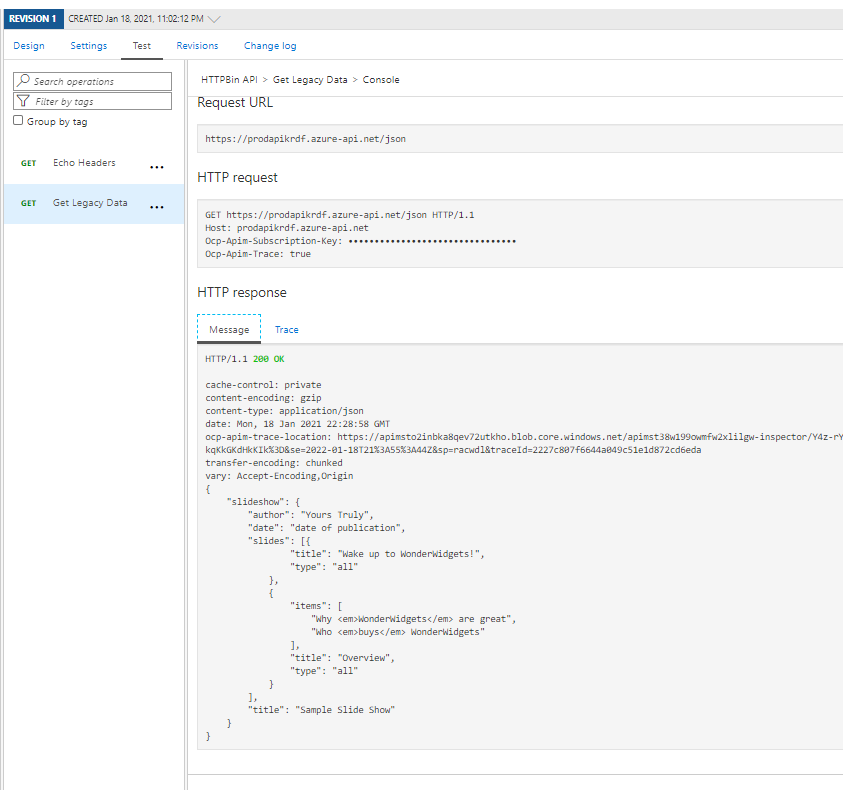 REVISION 1 CREATED Jan 18, 2021, 11:02:12 PM
Design Settings Test Revisions Change log
Search operations
Filter by tags
Group by tag
GET Echo Headers ...
GET Get Legacy Data ...
HTTPBin API > Get Legacy Data > Console
Request URL
https://prodapikrdf.azure-api.net/json
HTTP request
GET https://prodapikrdf.azure-api.net/json HTTP/1.1
Host: prodapikrdf.azure-api.net
Ocp-Apim-Subscription-Key: ••••••••••••••••••••••••••••••••
Ocp-Apim-Trace: true
HTTP response
Message Trace
HTTP/1.1 200 OK
cache-control: private
content-encoding: gzip
content-type: application/json
date: Mon, 18 Jan 2021 22:28:58 GMT
ocp-apim-trace-location: https://apimsto2inbka8qev72utkho.blob.core.windows.net/apimst38wl99owmfw2xlilgw-inspector/Y4z-rY
kqKkGKdHkKIk%3D&se=2022-01-18T21%3A55%3A44Z&sp=racwdl&traceId=2227c807f6644a049c51e1d872cd6eda
transfer-encoding: chunked
vary: Accept-Encoding,Origin
{
    "slideshow": {
        "author": "Yours Truly",
        "date": "date of publication",
        "slides": [{
                "title": "Wake up to WonderWidgets!",
                "type": "all"
            },
            {
                "items": [
                    "Why <em>WonderWidgets</em> are great",
                    "Who <em>buys</em> WonderWidgets"
                ],
                "title": "Overview",
                "type": "all"
            }
        ],
        "title": "Sample Slide Show"
    }
}